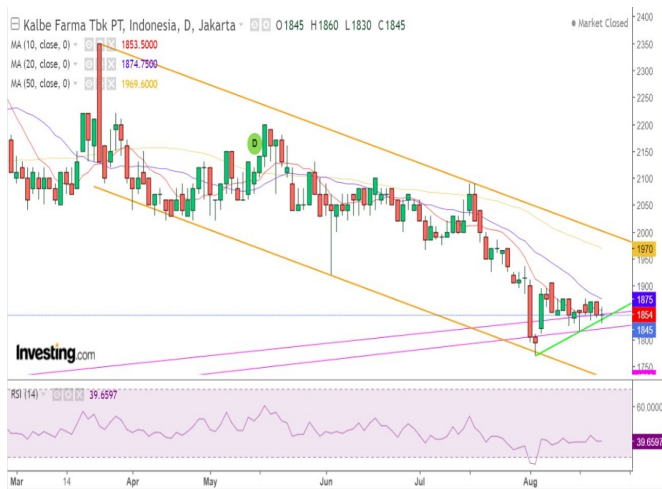 Kalbe Farma Tbk PT, Indonesia, D, Jakarta O1845 H1860 L1830 C1845
Market Closed
MA (10, close, 0) 1853.5000
MA (20, close, 0) 1874.7500
MA (50, close, 0) 1969.6000
D
2400
2350
2300
2250
2200
2150
2100
2050
2000
1970
1950
1900
1875
1854
1845
1800
1750
Investing.com
RSI (14) 39.6597
60.0000
39.6597
Mar 14 Apr May Jun Jul Aug